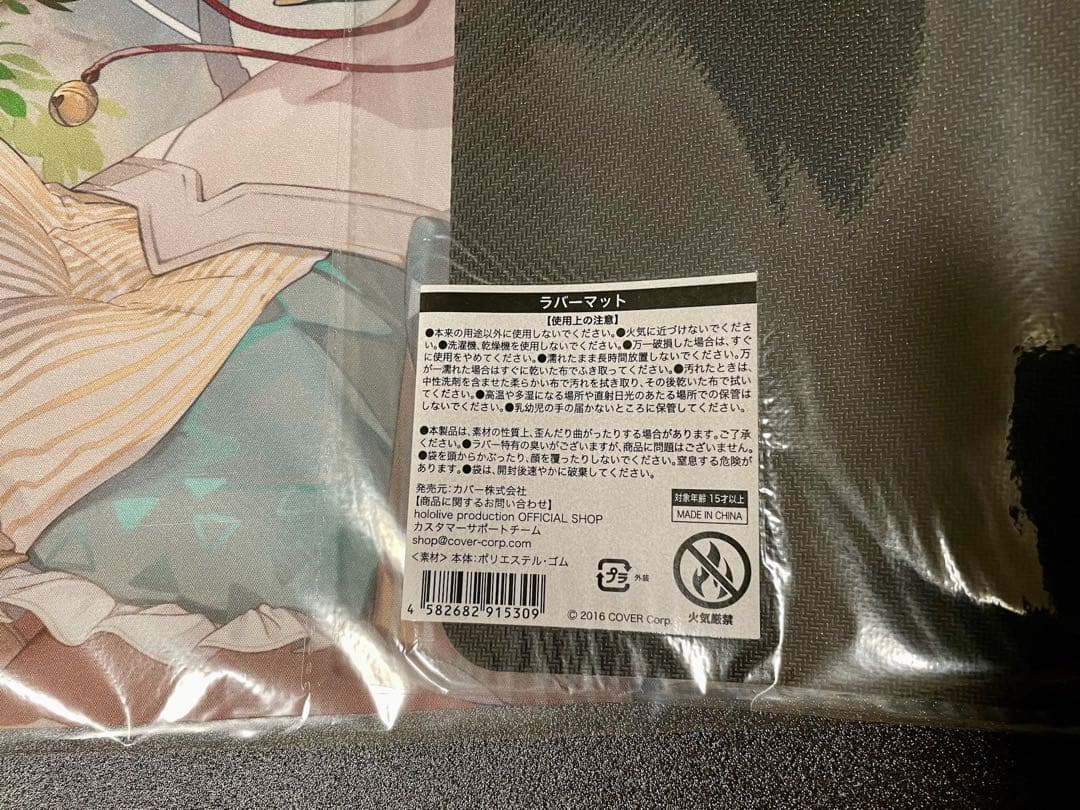 ラバーマット
【使用上の注意】
●本来の用途以外に使用しないでください。●火気に近づけないでくださ
い。●洗濯機、乾燥機を使用しないでください。●万一破損した場合は、すぐ
に使用をやめてください。●濡れたまま長時間放置しないでください。万
が一濡れた場合はすぐに乾いた布でふき取ってください。●汚れたときは、
中性洗剤を含ませた柔らかい布で汚れを拭き取り、その後乾いた布で拭い
てください。●高温や多湿になる場所や直射日光のあたる場所での保管は
しないでください。●乳幼児の手の届かないところに保管してください。
●本製品は、素材の性質上、歪んだり曲がったりする場合があります。ご了承
ください。●ラバー特有の臭いがございますが、商品に問題はございません。
●袋を頭からかぶったり、顔を覆ったりしないでください。窒息する危険が
あります。●袋は、開封後速やかに破棄してください。
発売元：カバー株式会社
【商品に関するお問い合わせ】
hololive production OFFICIAL SHOP
カスタマーサポートチーム
shop@cover-corp.com
＜素材＞本体：ポリエステル・ゴム
対象年齢 15才以上
MADE IN CHINA
プラ 外装
火気厳禁
4 582682 915309
© 2016 COVER Corp.